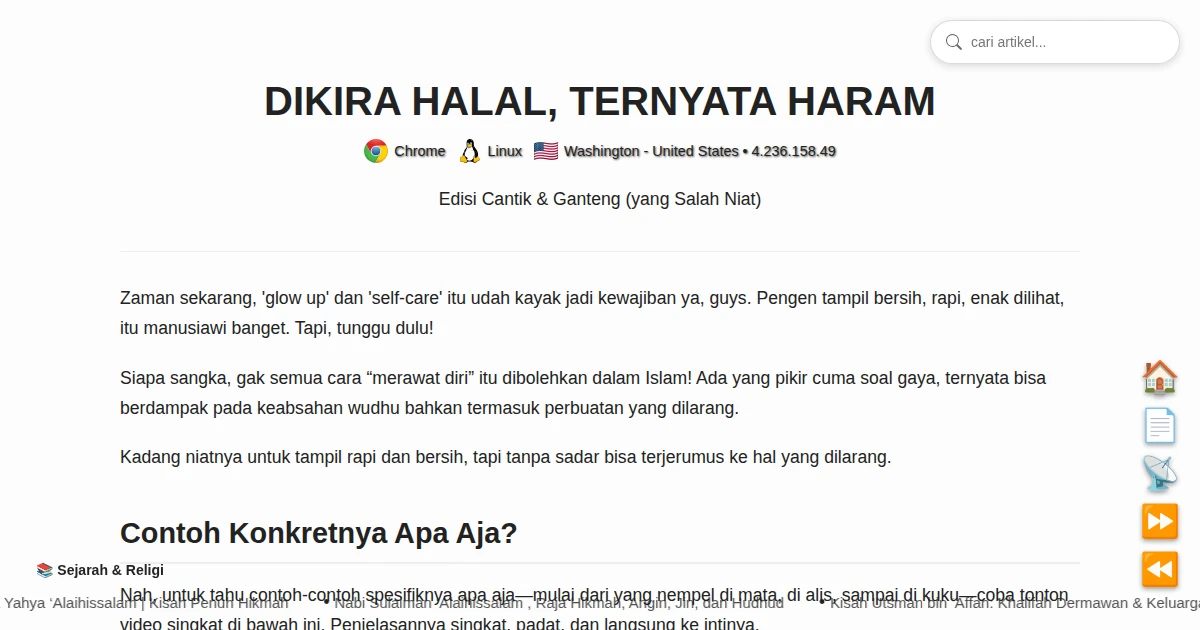 cari artikel...
DIKIRA HALAL, TERNYATA HARAM
Chrome Linux Washington - United States • 4.236.158.49
Edisi Cantik & Ganteng (yang Salah Niat)
Zaman sekarang, 'glow up' dan 'self-care' itu udah kayak jadi kewajiban ya, guys. Pengen tampil bersih, rapi, enak dilihat,
itu manusiawi banget. Tapi, tunggu dulu!
Siapa sangka, gak semua cara “merawat diri” itu dibolehkan dalam Islam! Ada yang pikir cuma soal gaya, ternyata bisa
berdampak pada keabsahan wudhu bahkan termasuk perbuatan yang dilarang.
Kadang niatnya untuk tampil rapi dan bersih, tapi tanpa sadar bisa terjerumus ke hal yang dilarang.
Contoh Konkretnya Apa Aja?
📚 Sejarah & Religi
Nah, untuk tahu contoh-contoh spesifiknya apa aja—mulai dari yang nempel di mata, di alis, sampai di kuku—coba tonton
Yahya ‘Alaihissalam | Kisah Penuh Hikmah • Nabi Sulaiman ‘Alaihissalam , Raja Hikmah, Angin, Jin, dan Hudhud • Kisah Utsman bin ‘Affan: Khalifah Dermawan & Keluarga
video singkat di bawah ini. Penjelasannya singkat, padat, dan langsung ke intinya.